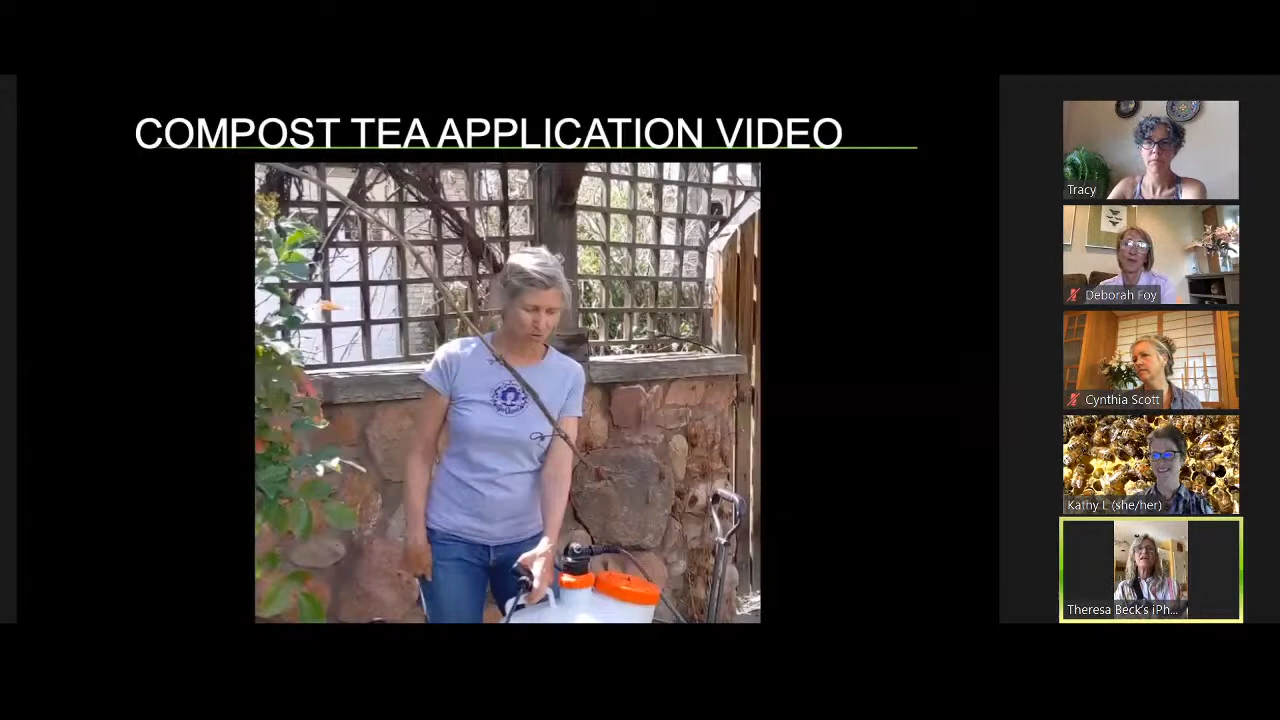 COMPOST TEA APPLICATION VIDEO
Tracy
Deborah Foy
Cynthia Scott
Kathy L (she/her)
Theresa Beck's iPh...